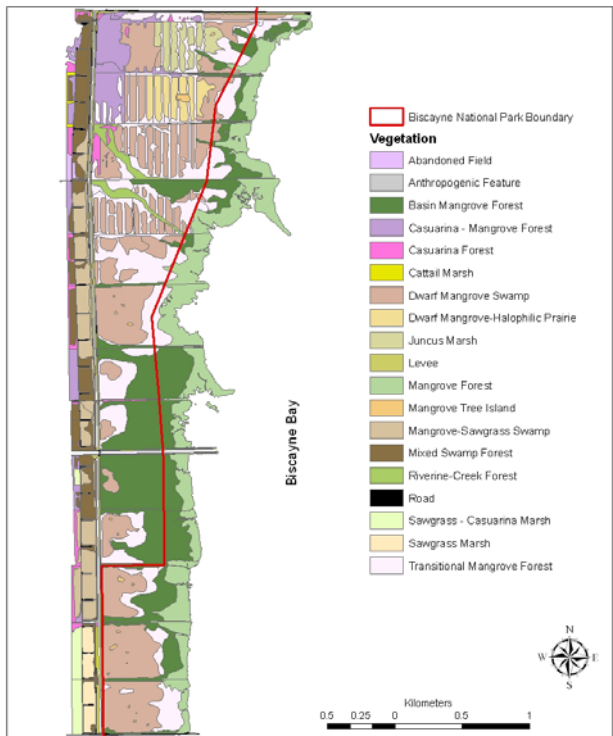 Biscayne National Park Boundary
Vegetation
Abandoned Field
Anthropogenic Feature
Basin Mangrove Forest
Casuarina - Mangrove Forest
Casuarina Forest
Cattail Marsh
Dwarf Mangrove Swamp
Dwarf Mangrove-Halophilic Prairie
Juncus Marsh
Levee
Mangrove Forest
Mangrove Tree Island
Mangrove-Sawgrass Swamp
Mixed Swamp Forest
Riverine-Creek Forest
Road
Sawgrass - Casuarina Marsh
Sawgrass Marsh
Transitional Mangrove Forest
Biscayne Bay
N
W E
S
Kilometers
0.5 0.25 0 0.5 1